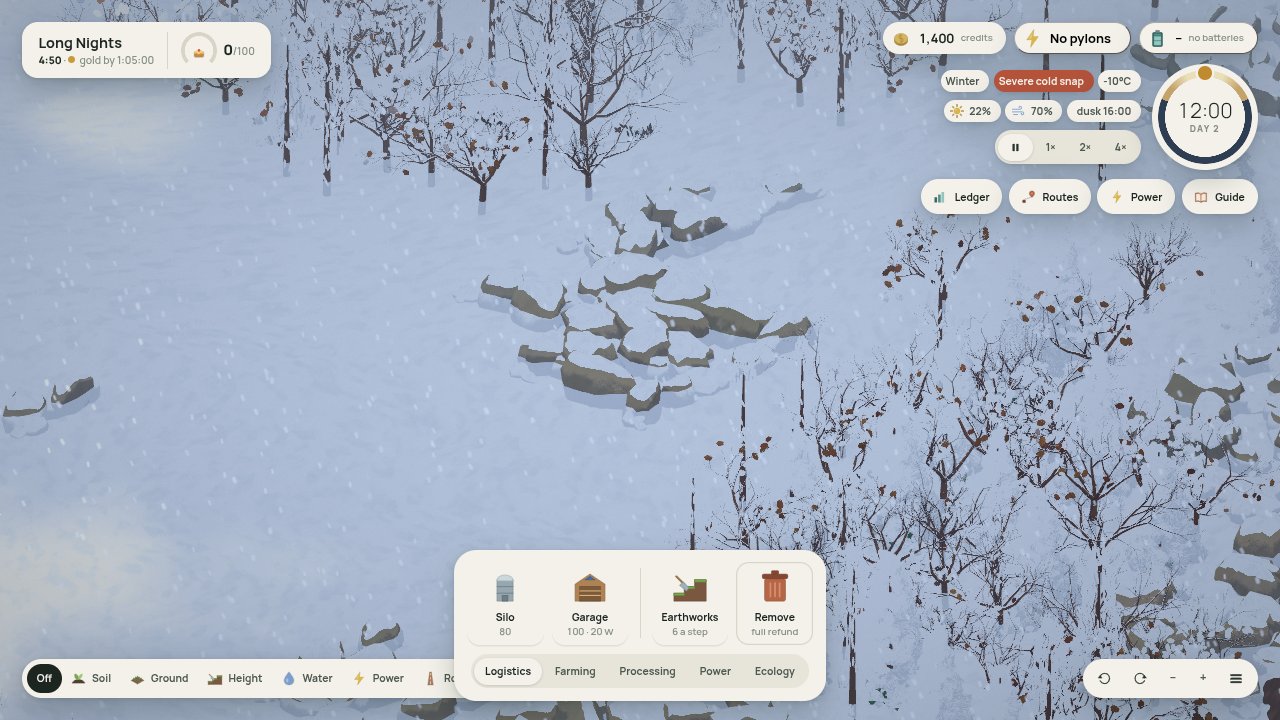 Long Nights
4:50 · gold by 1:05:00
0/100
1,400 credits
No pylons
– no batteries
Winter
Severe cold snap
-10°C
22%
70%
dusk 16:00
12:00
DAY 2
1×
2×
4×
Ledger
Routes
Power
Guide
Silo
80
Garage
100 · 20 W
Earthworks
6 a step
Remove
full refund
Logistics
Farming
Processing
Power
Ecology
Off
Soil
Ground
Height
Water
Power
−
+